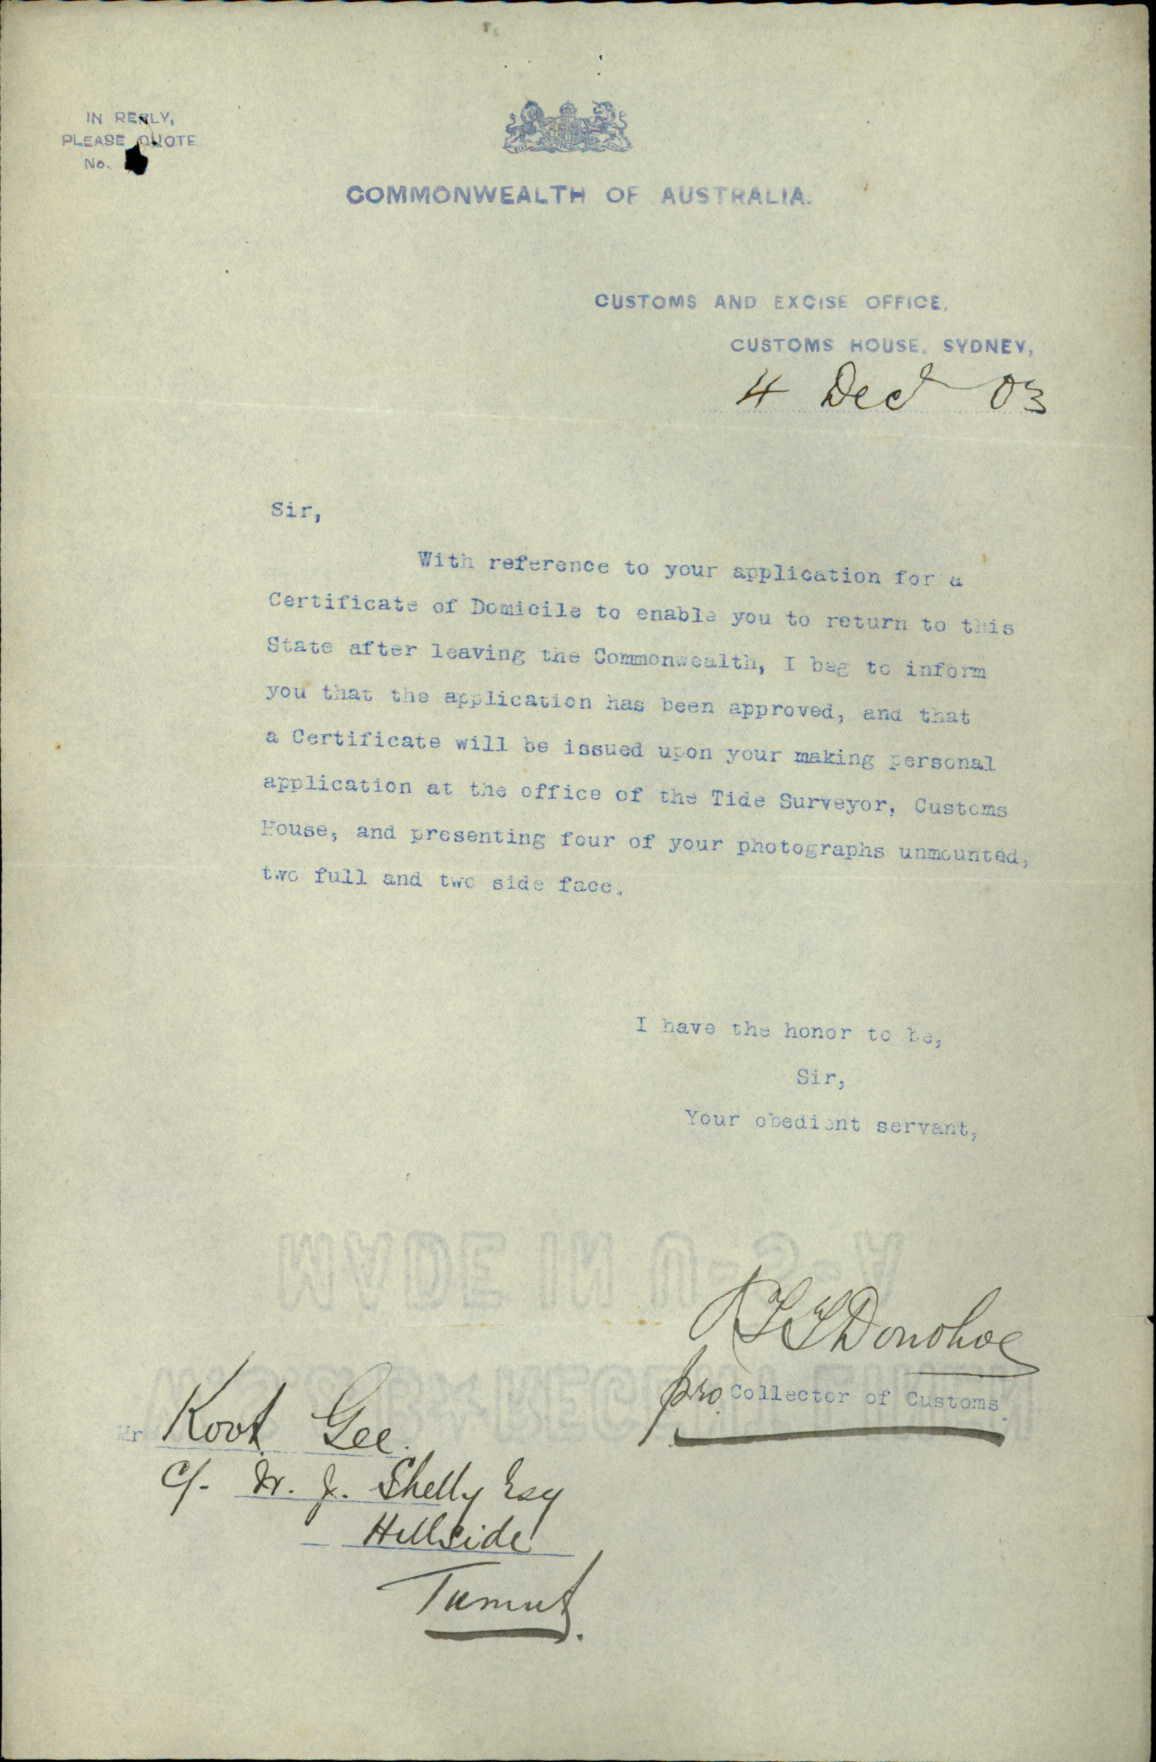 IN REPLY,
PLEASE QUOTE
No.
COMMONWEALTH OF AUSTRALIA.
CUSTOMS AND EXCISE OFFICE,
CUSTOMS HOUSE, SYDNEY,
4 Decr 03
Sir,
With reference to your application for a
Certificate of Domicile to enable you to return to this
State after leaving the Commonwealth, I beg to inform
you that the application has been approved, and that
a Certificate will be issued upon your making personal
application at the office of the Tide Surveyor, Customs
House, and presenting four of your photographs unmounted,
two full and two side face.
I have the honor to be,
Sir,
Your obedient servant,
MADE IN U-S-A
Donohoe
pro. Collector of Customs.
Mr Koot Gee.
C/- W. J. Shelly Esq
Hillside
Tumut.